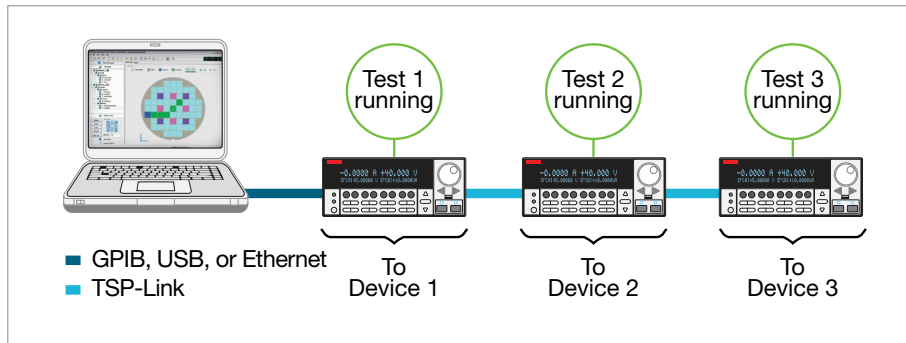 Test 1
running
Test 2
running
Test 3
running
-0.0000 A +40.000 V
-0.0000 A +40.000 V
-0.0000 A +40.000 V
GPIB, USB, or Ethernet
TSP-Link
To
Device 1
To
Device 2
To
Device 3